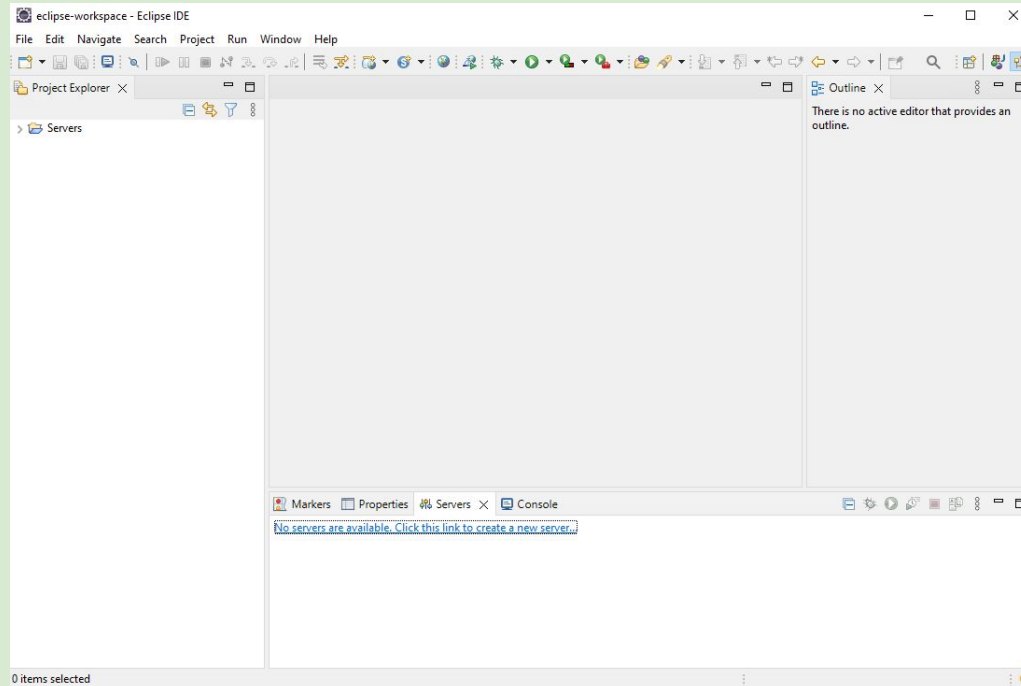 eclipse-workspace - Eclipse IDE
File Edit Navigate Search Project Run Window Help
Project Explorer
Servers
Outline
There is no active editor that provides an
outline.
Markers Properties Servers Console
No servers are available. Click this link to create a new server...
0 items selected